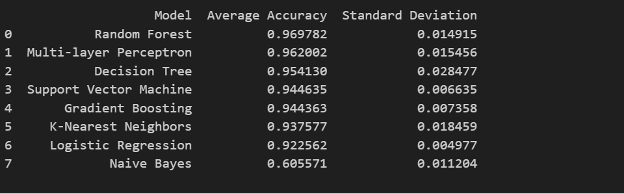 Model Average Accuracy Standard Deviation
0 Random Forest 0.969782 0.014915
1 Multi-layer Perceptron 0.962002 0.015456
2 Decision Tree 0.954130 0.028477
3 Support Vector Machine 0.944635 0.006635
4 Gradient Boosting 0.944363 0.007358
5 K-Nearest Neighbors 0.937577 0.018459
6 Logistic Regression 0.922562 0.004977
7 Naive Bayes 0.605571 0.011204